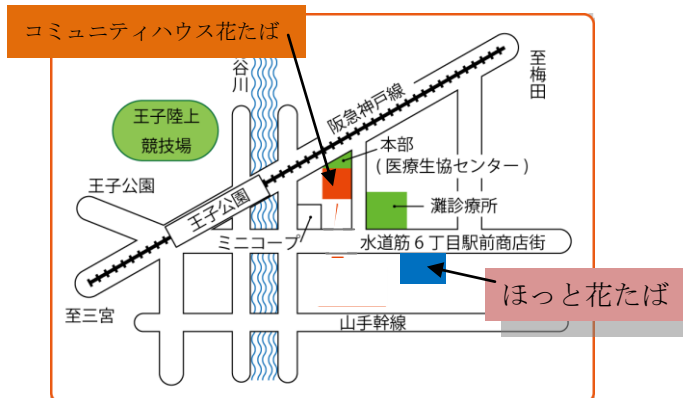 コミュニティハウス花たば
谷川
至梅田
阪急神戸線
王子陸上
競技場
本部
(医療生協センター)
王子公園
王子公園
灘診療所
ミニコープ
水道筋6丁目駅前商店街
ほっと花たば
至三宮
山手幹線